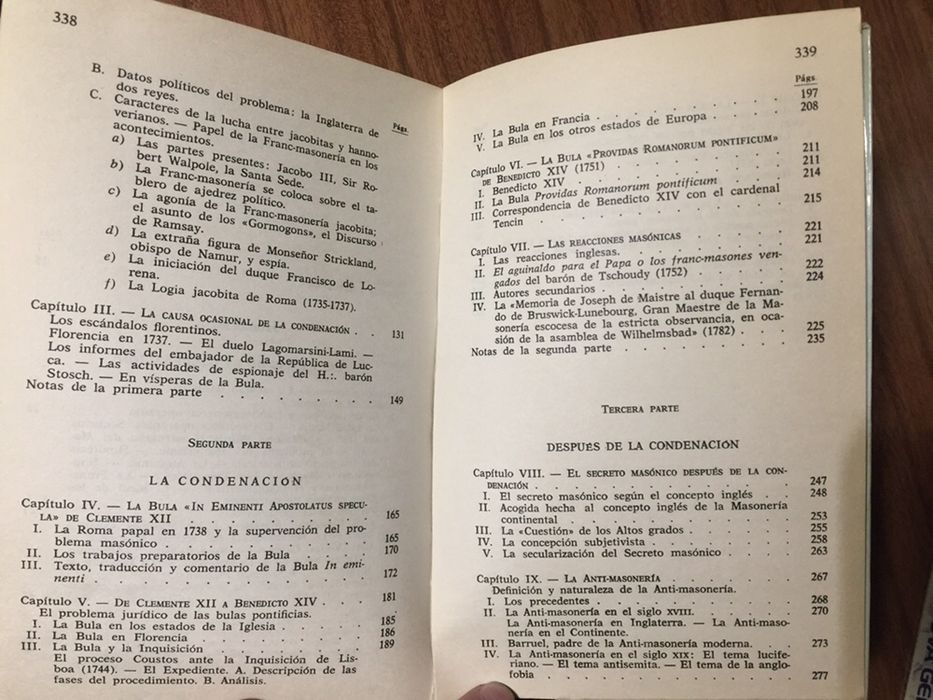 338
Págs.
B. Datos políticos del problema: la Inglaterra de
dos reyes.
C. Caracteres de la lucha entre jacobitas y hanno-
verianos. — Papel de la Franc-masonería en los
acontecimientos.
a) Las partes presentes: Jacobo III, Sir Ro-
bert Walpole, la Santa Sede.
b) La Franc-masonería se coloca sobre el ta-
blero de ajedrez político.
c) La agonía de la Franc-masonería jacobita;
el asunto de los «Gormogons», el Discurso
de Ramsay.
d) La extraña figura de Monseñor Strickland,
obispo de Namur, y espía.
e) La iniciación del duque Francisco de Lo-
rena.
f) La Logia jacobita de Roma (1735-1737).
Capítulo III. — La causa ocasional de la condenación . . 131
Los escándalos florentinos.
Florencia en 1737. — El duelo Lagomarsini-Lami. —
Los informes del embajador de la República de Luc-
ca. — Las actividades de espionaje del H.:. barón
Stosch. — En vísperas de la Bula.
Notas de la primera parte . . . . . . . . 149
Segunda parte
LA CONDENACIÓN
Capítulo IV. — La Bula «In Eminenti Apostolatus specu-
la» de Clemente XII . . . . . . . . . 165
I. La Roma papal en 1738 y la supervención del pro-
blema masónico . . . . . . . . . 165
II. Los trabajos preparatorios de la Bula . . . . 170
III. Texto, traducción y comentario de la Bula In emi-
nenti . . . . . . . . . . . 172
Capítulo V. — De Clemente XII a Benedicto XIV . . . 181
El problema jurídico de las bulas pontificias.
I. La Bula en los estados de la Iglesia . . . . 185
II. La Bula en Florencia . . . . . . . . 186
III. La Bula y la Inquisición . . . . . . . 189
El proceso Coustos ante la Inquisición de Lis-
boa (1744). — El Expediente. A. Descripción de las
fases del procedimiento. B. Análisis.
339
Págs.
IV. La Bula en Francia . . . . . . . . 197
V. La Bula en los otros estados de Europa . . . 208
Capítulo VI. — La Bula «Providas Romanorum pontificum»
de Benedicto XIV (1751) . . . . . . . 211
I. Benedicto XIV . . . . . . . . . 211
II. La Bula Providas Romanorum pontificum . . . 214
III. Correspondencia de Benedicto XIV con el cardenal
Tencin . . . . . . . . . . . 215
Capítulo VII. — Las reacciones masónicas . . . . 221
I. Las reacciones inglesas. . . . . . . . 221
II. El aguinaldo para el Papa o los franc-masones ven-
gados del barón de Tschoudy (1752) . . . . 222
III. Autores secundarios . . . . . . . . 224
IV. La «Memoria de Joseph de Maistre al duque Fernan-
do de Bruswick-Lunebourg, Gran Maestre de la Ma-
sonería escocesa de la estricta observancia, en oca-
sión de la asamblea de Wilhelmsbad» (1782) . . . 225
Notas de la segunda parte . . . . . . . . 235
Tercera parte
DESPUÉS DE LA CONDENACIÓN
Capítulo VIII. — El secreto masónico después de la con-
denación . . . . . . . . . . . 247
I. El secreto masónico según el concepto inglés . . 248
II. Acogida hecha al concepto inglés de la Masonería
continental . . . . . . . . . . 253
III. La «Cuestión» de los Altos grados . . . . . 255
IV. La concepción subjetivista . . . . . . . 258
V. La secularización del Secreto masónico . . . . 263
Capítulo IX. — La Anti-masonería . . . . . . 267
Definición y naturaleza de la Anti-masonería.
I. Los precedentes . . . . . . . . . 268
II. La Anti-masonería en el siglo XVIII. . . . . 270
La Anti-masonería en Inglaterra. — La Anti-maso-
nería en el Continente.
III. Barruel, padre de la Anti-masonería moderna. . . 273
IV. La Anti-masonería en el siglo XIX: El tema lucife-
riano. — El tema antisemita. — El tema de la anglo-
fobia . . . . . . . . . . . 277